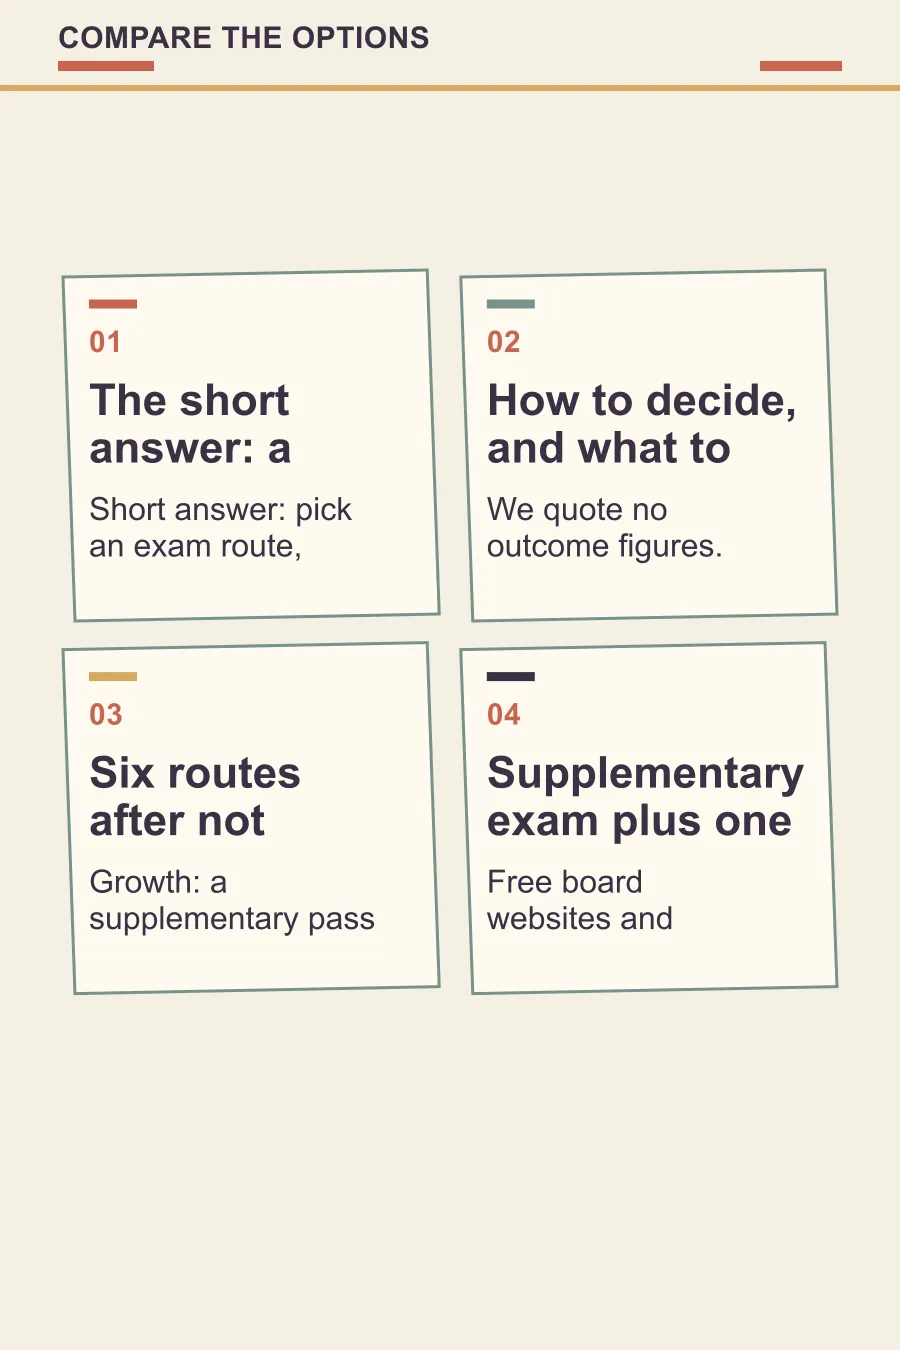 COMPARE THE OPTIONS
01
The short
answer: a
Short answer: pick
an exam route,
02
How to decide,
and what to
We quote no
outcome figures.
03
Six routes
after not
Growth: a
supplementary pass
04
Supplementary
exam plus one
Free board
websites and